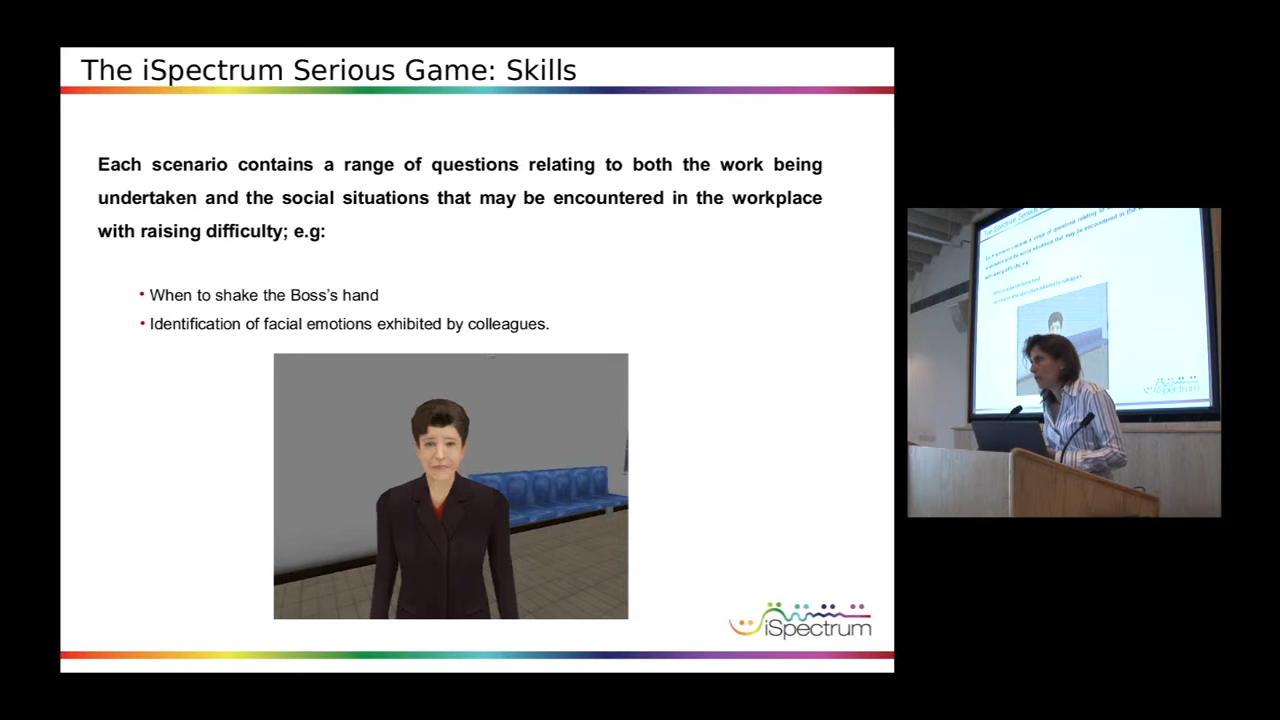 The iSpectrum Serious Game: Skills
Each scenario contains a range of questions relating to both the work being
undertaken and the social situations that may be encountered in the workplace
with raising difficulty; e.g:
• When to shake the Boss's hand
• Identification of facial emotions exhibited by colleagues.
iSpectrum